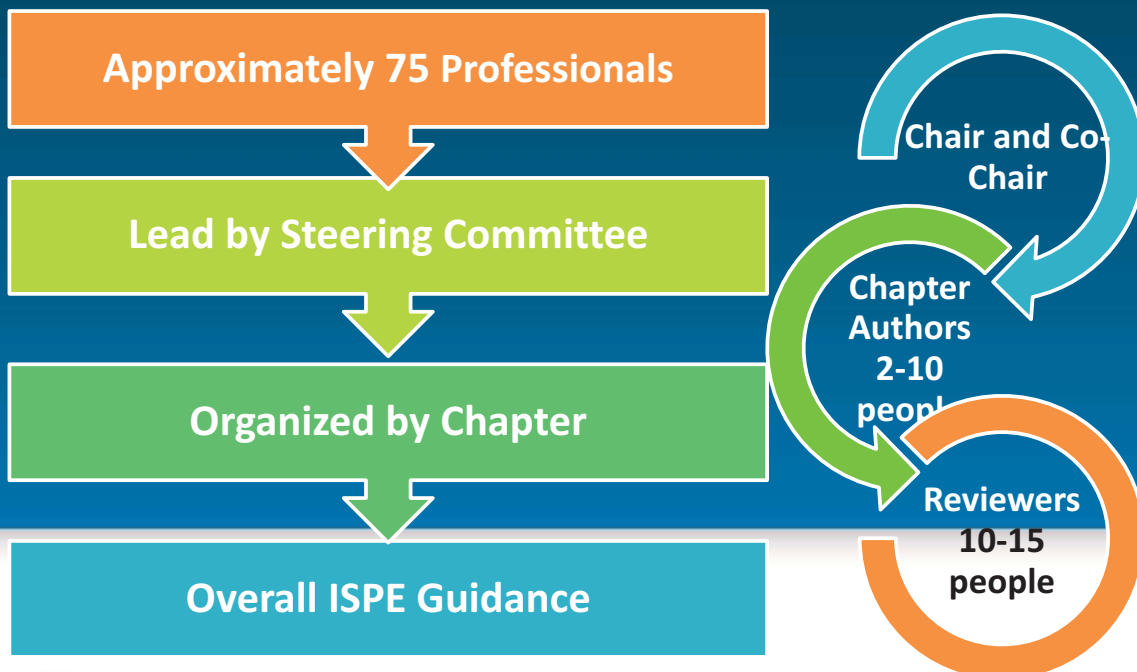 Approximately 75 Professionals
Lead by Steering Committee
Organized by Chapter
Overall ISPE Guidance
Chair and Co-
Chair
Chapter
Authors
2-10
people
Reviewers
10-15
people